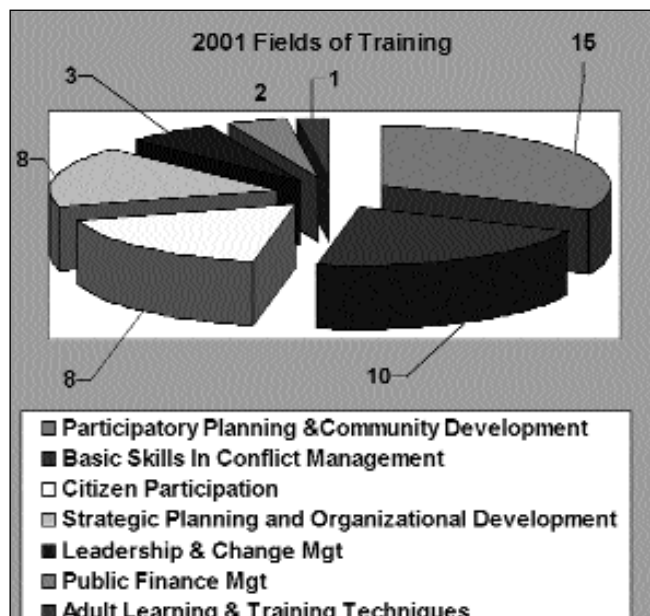 2001 Fields of Training
15
3
2
1
8
8
10
Participatory Planning &Community Development
Basic Skills In Conflict Management
Citizen Participation
Strategic Planning and Organizational Development
Leadership & Change Mgt
Public Finance Mgt
Adult Learning & Training Techniques